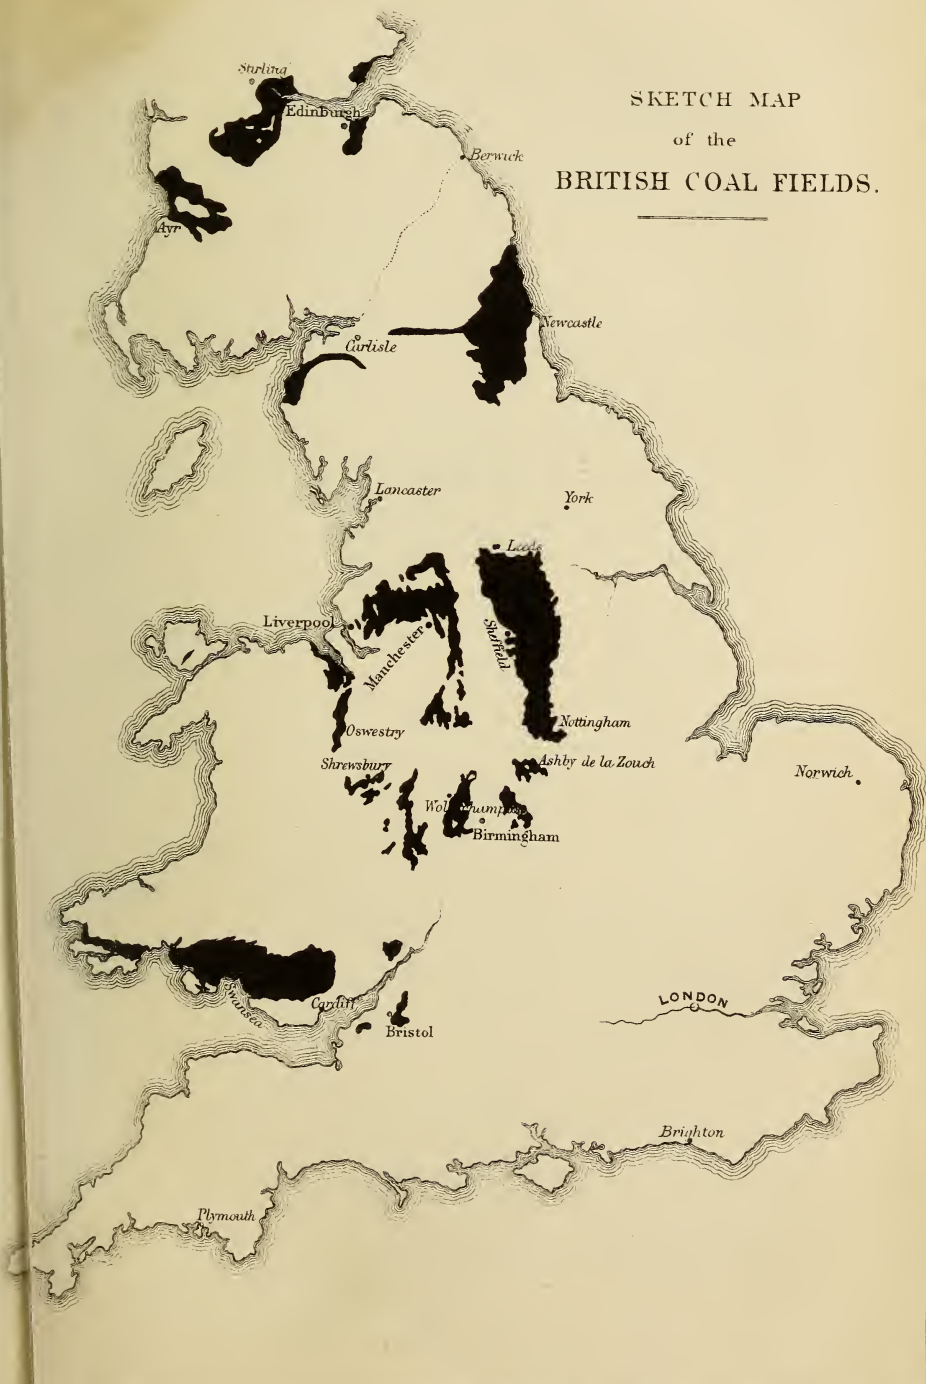 SKETCH MAP
of the
BRITISH COAL FIELDS.
Stirling
Edinburgh
Berwick
Ayr
Newcastle
Carlisle
Lancaster
York
Leeds
Liverpool
Manchester
Sheffield
Oswestry
Nottingham
Shrewsbury
Ashby de la Zouch
Norwich
Birmingham
Swansea
Cardiff
Bristol
LONDON
Brighton
Plymouth